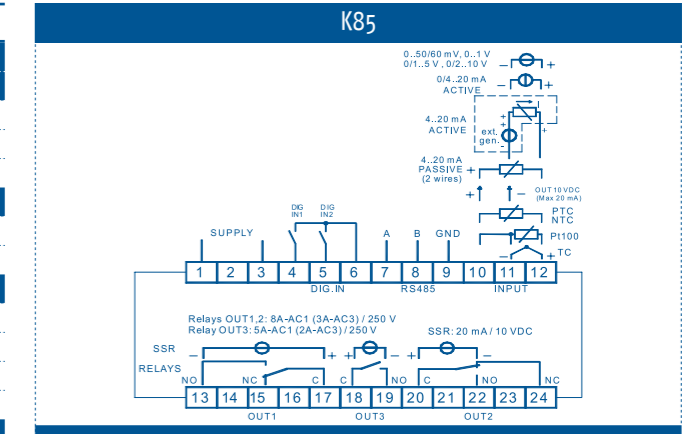 K85
0..50/60 mV, 0..1 V
0/1..5 V , 0/2..10 V
− +
0/4..20 mA
ACTIVE
− +
4..20 mA
ACTIVE
ext.
gen.
+
+
-
I
+
4..20 mA
PASSIVE
(2 wires)
+ −
+ −
OUT 10 VDC
(Max 20 mA)
PTC
NTC
Pt100
− + TC
DIG
IN1
DIG
IN2
SUPPLY
A B GND
1 2 3 4 5 6 7 8 9 10 11 12
DIG.IN RS485 INPUT
Relays OUT1,2: 8A-AC1 (3A-AC3) / 250 V
Relay OUT3: 5A-AC1 (2A-AC3) / 250 V
SSR: 20 mA / 10 VDC
SSR − + + − + −
RELAYS
NO NC C C NO C NO NC
13 14 15 16 17 18 19 20 21 22 23 24
OUT1 OUT3 OUT2